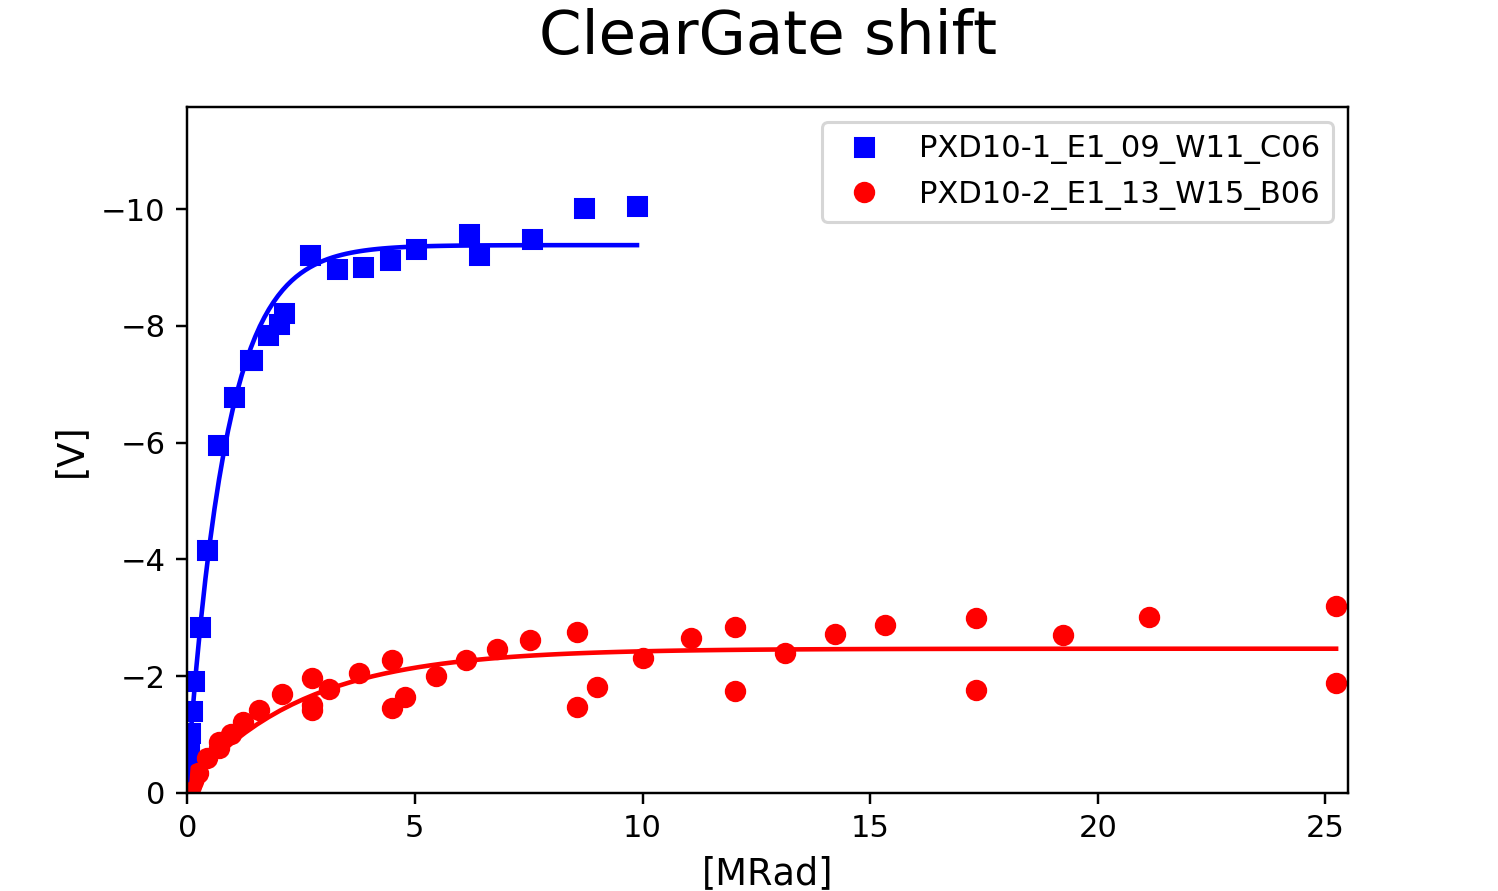 ClearGate shift
PXD10-1_E1_09_W11_C06
PXD10-2_E1_13_W15_B06
[V]
−10
−8
−6
−4
−2
0
0 5 10 15 20 25
[MRad]